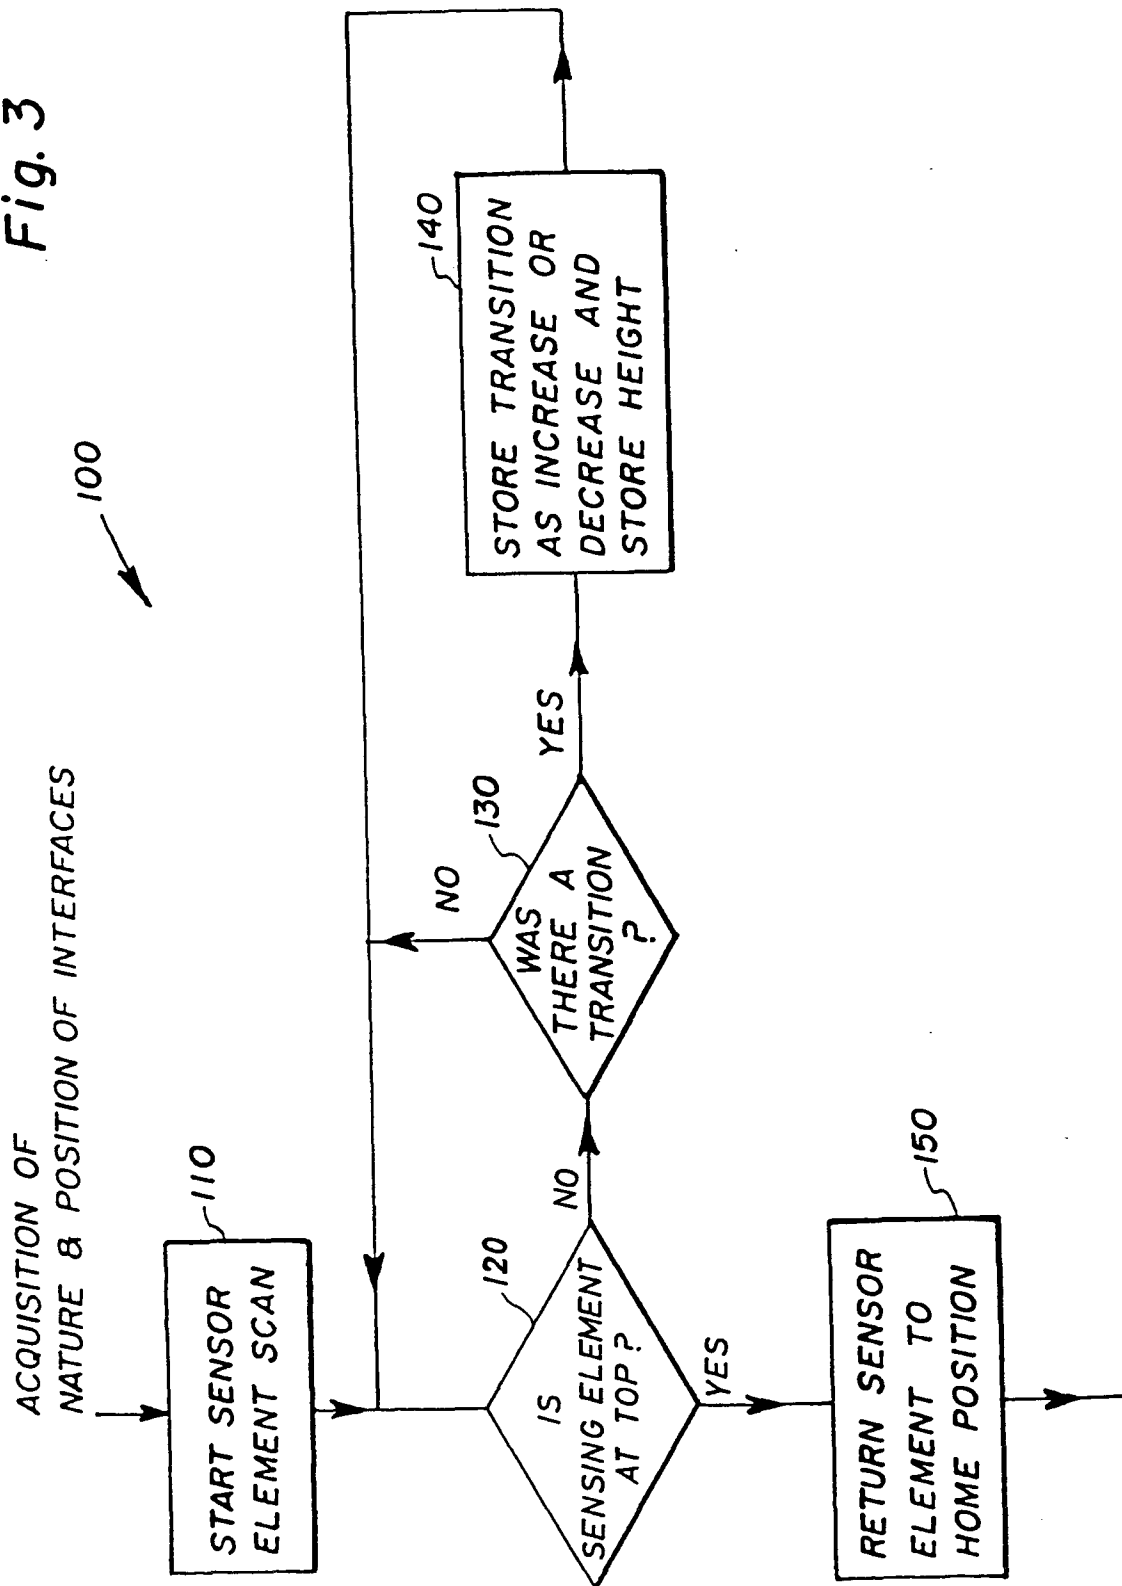 Fig. 3
ACQUISITION OF
NATURE & POSITION OF INTERFACES
100
110
START SENSOR
ELEMENT SCAN
120
IS
SENSING ELEMENT
AT TOP?
NO
YES
130
WAS
THERE A
TRANSITION
?
NO
YES
140
STORE TRANSITION
AS INCREASE OR
DECREASE AND
STORE HEIGHT
150
RETURN SENSOR
ELEMENT TO
HOME POSITION